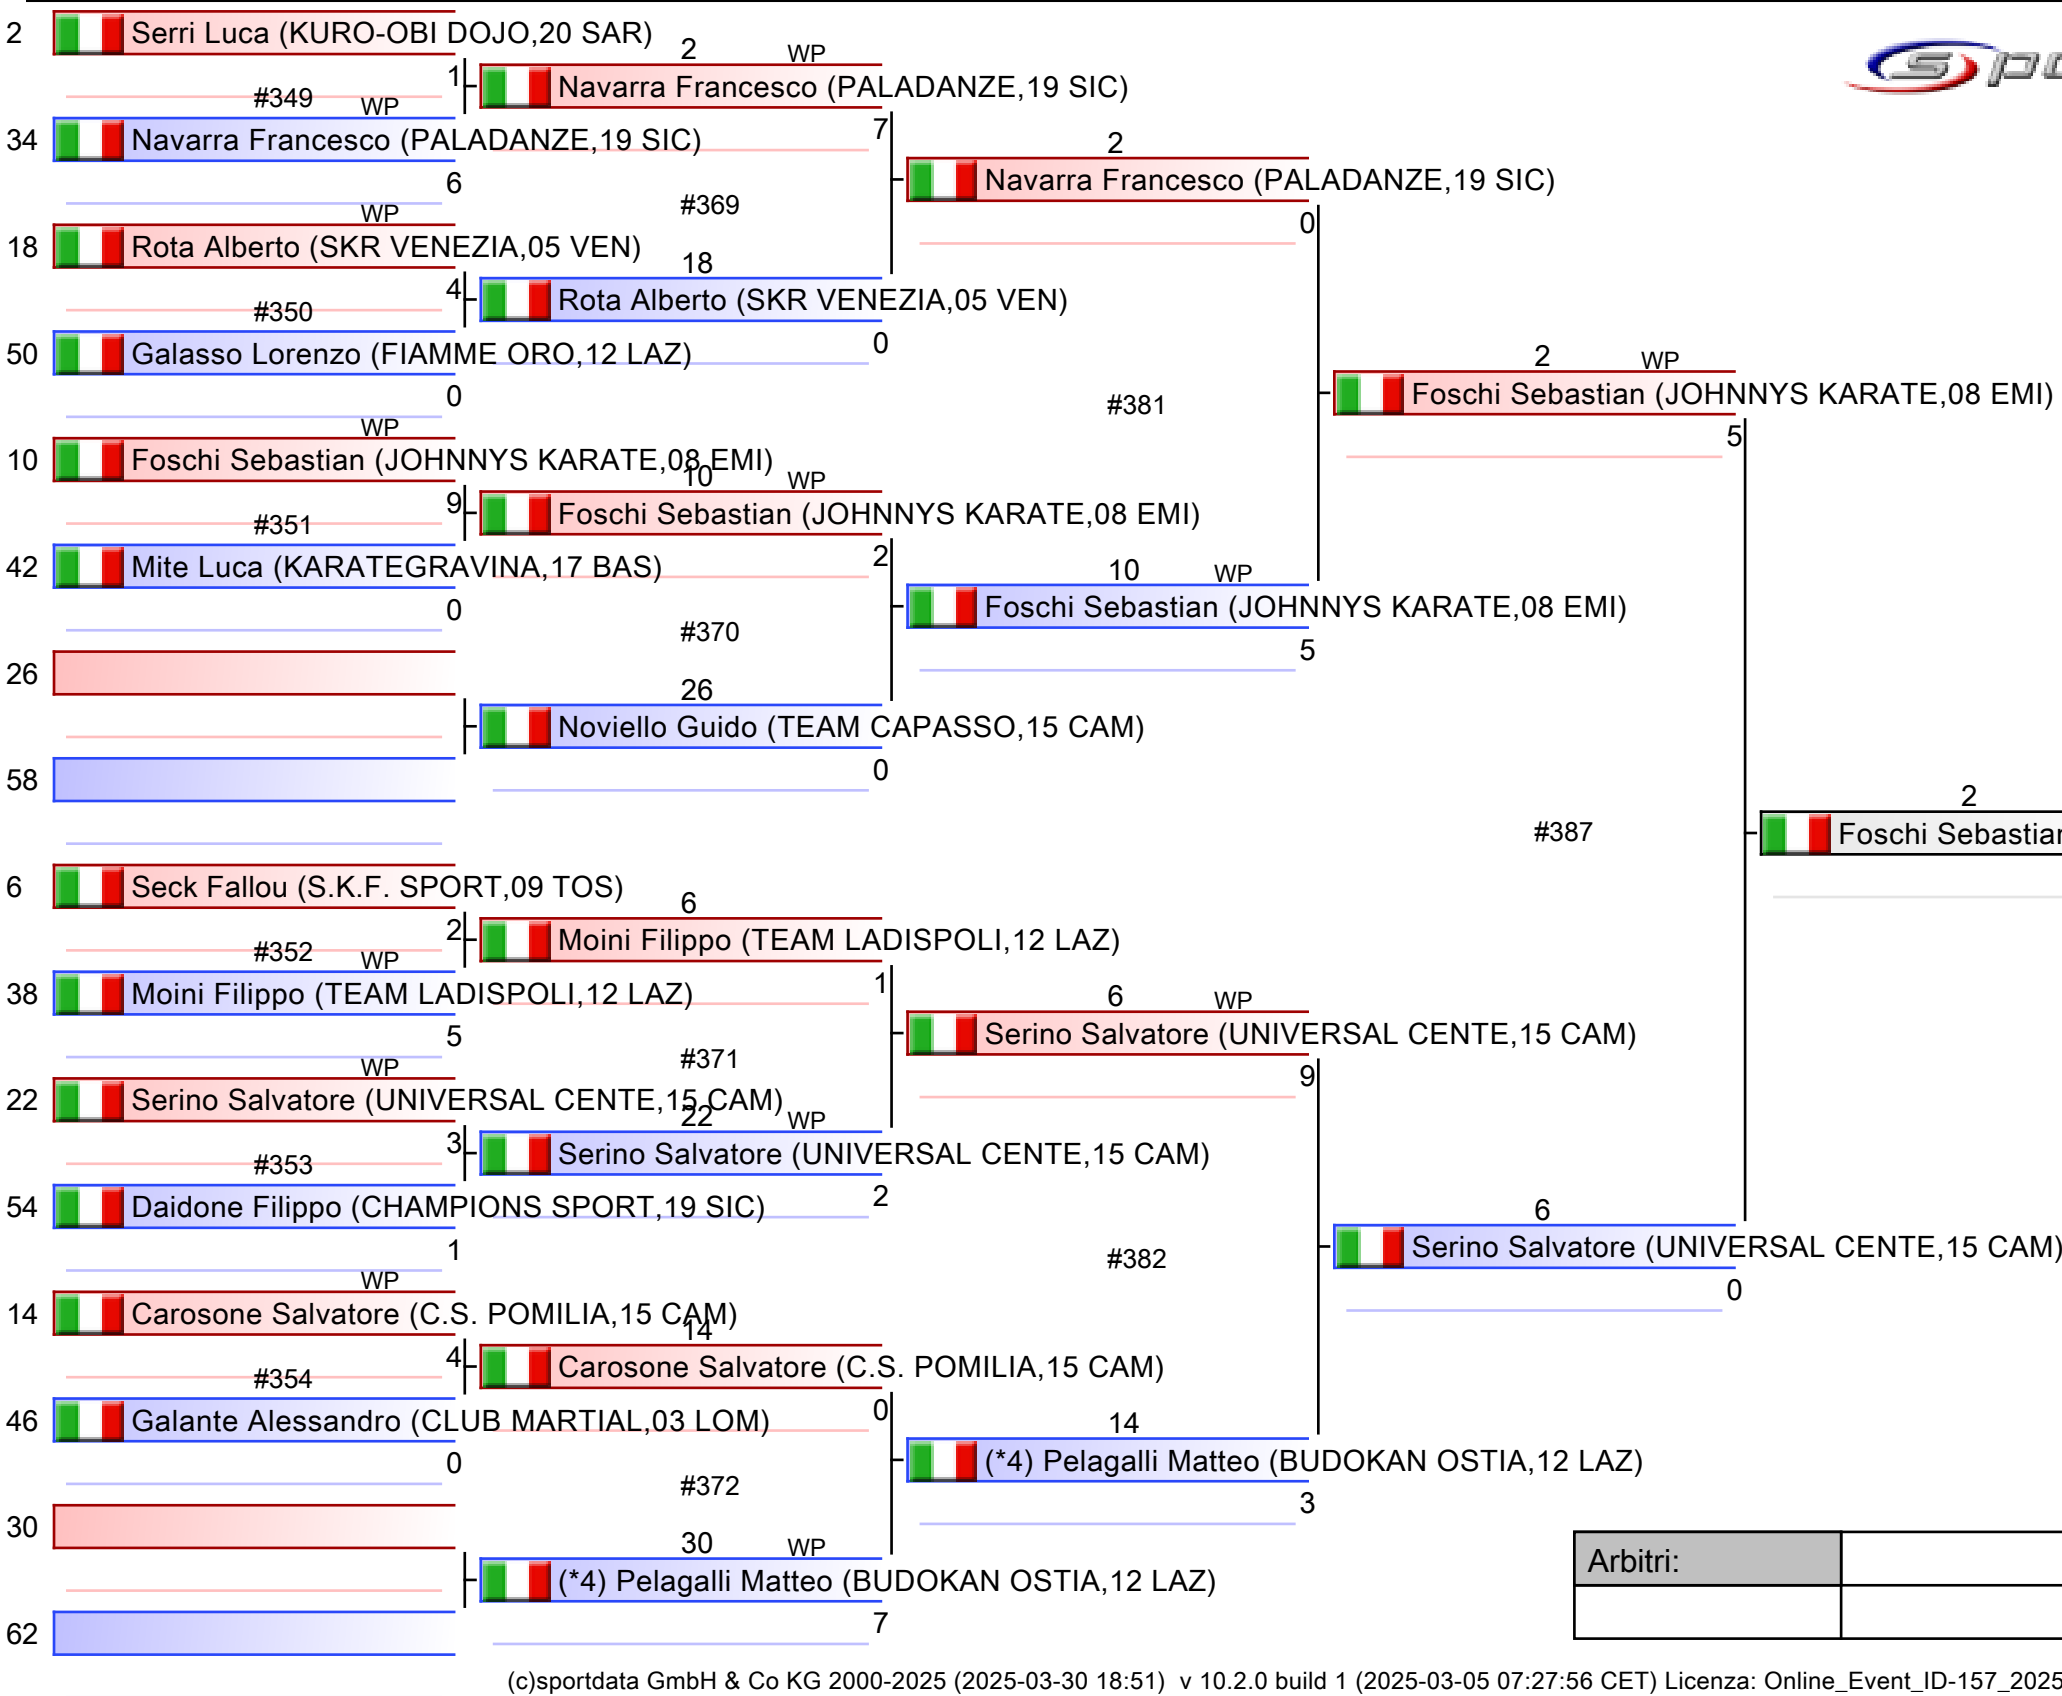 2 Serri Luca (KURO-OBI DOJO,20 SAR)
1
#349 WP
34 Navarra Francesco (PALADANZE,19 SIC)
6
WP
18 Rota Alberto (SKR VENEZIA,05 VEN)
4
#350
50 Galasso Lorenzo (FIAMME ORO,12 LAZ)
0
WP
10 Foschi Sebastian (JOHNNYS KARATE,08 EMI)
9
#351
42 Mite Luca (KARATEGRAVINA,17 BAS)
0
26
58
6 Seck Fallou (S.K.F. SPORT,09 TOS)
2
#352 WP
38 Moini Filippo (TEAM LADISPOLI,12 LAZ)
5
WP
22 Serino Salvatore (UNIVERSAL CENTE,15 CAM)
3
#353
54 Daidone Filippo (CHAMPIONS SPORT,19 SIC)
1
WP
14 Carosone Salvatore (C.S. POMILIA,15 CAM)
4
#354
46 Galante Alessandro (CLUB MARTIAL,03 LOM)
0
30
62
2 WP
Navarra Francesco (PALADANZE,19 SIC)
7
#369
18
Rota Alberto (SKR VENEZIA,05 VEN)
0
10 WP
Foschi Sebastian (JOHNNYS KARATE,08 EMI)
2
#370
26
Noviello Guido (TEAM CAPASSO,15 CAM)
0
6
Moini Filippo (TEAM LADISPOLI,12 LAZ)
1
#371
22 WP
Serino Salvatore (UNIVERSAL CENTE,15 CAM)
2
14
Carosone Salvatore (C.S. POMILIA,15 CAM)
0
#372
30 WP
(*4) Pelagalli Matteo (BUDOKAN OSTIA,12 LAZ)
7
2
Navarra Francesco (PALADANZE,19 SIC)
0
#381
10 WP
Foschi Sebastian (JOHNNYS KARATE,08 EMI)
5
6 WP
Serino Salvatore (UNIVERSAL CENTE,15 CAM)
9
#382
14
(*4) Pelagalli Matteo (BUDOKAN OSTIA,12 LAZ)
3
2 WP
Foschi Sebastian (JOHNNYS KARATE,08 EMI)
5
#387
6
Serino Salvatore (UNIVERSAL CENTE,15 CAM)
0
2
Foschi Sebastian
Arbitri:
(c)sportdata GmbH & Co KG 2000-2025 (2025-03-30 18:51) v 10.2.0 build 1 (2025-03-05 07:27:56 CET) Licenza: Online_Event_ID-157_2025